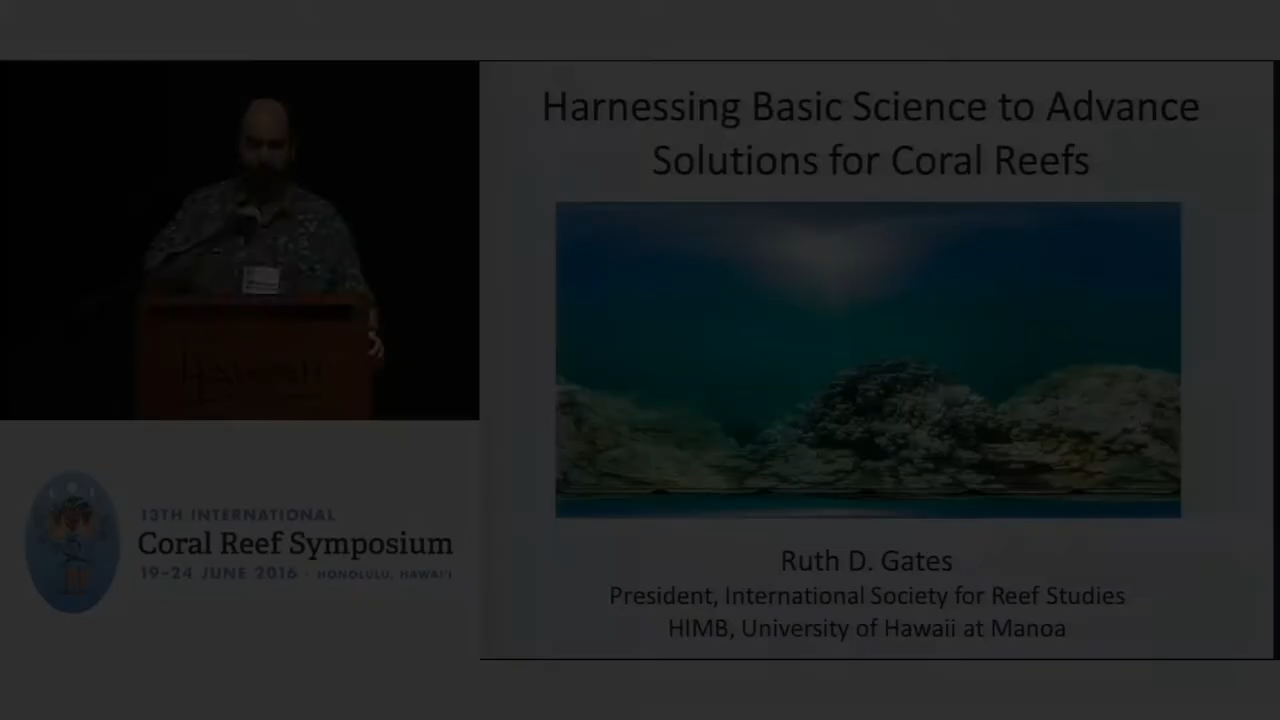 Harnessing Basic Science to Advance
Solutions for Coral Reefs
HAWAI‘I
13TH INTERNATIONAL
Coral Reef Symposium
19-24 JUNE 2016 - HONOLULU, HAWAI'I
Ruth D. Gates
President, International Society for Reef Studies
HIMB, University of Hawaii at Manoa